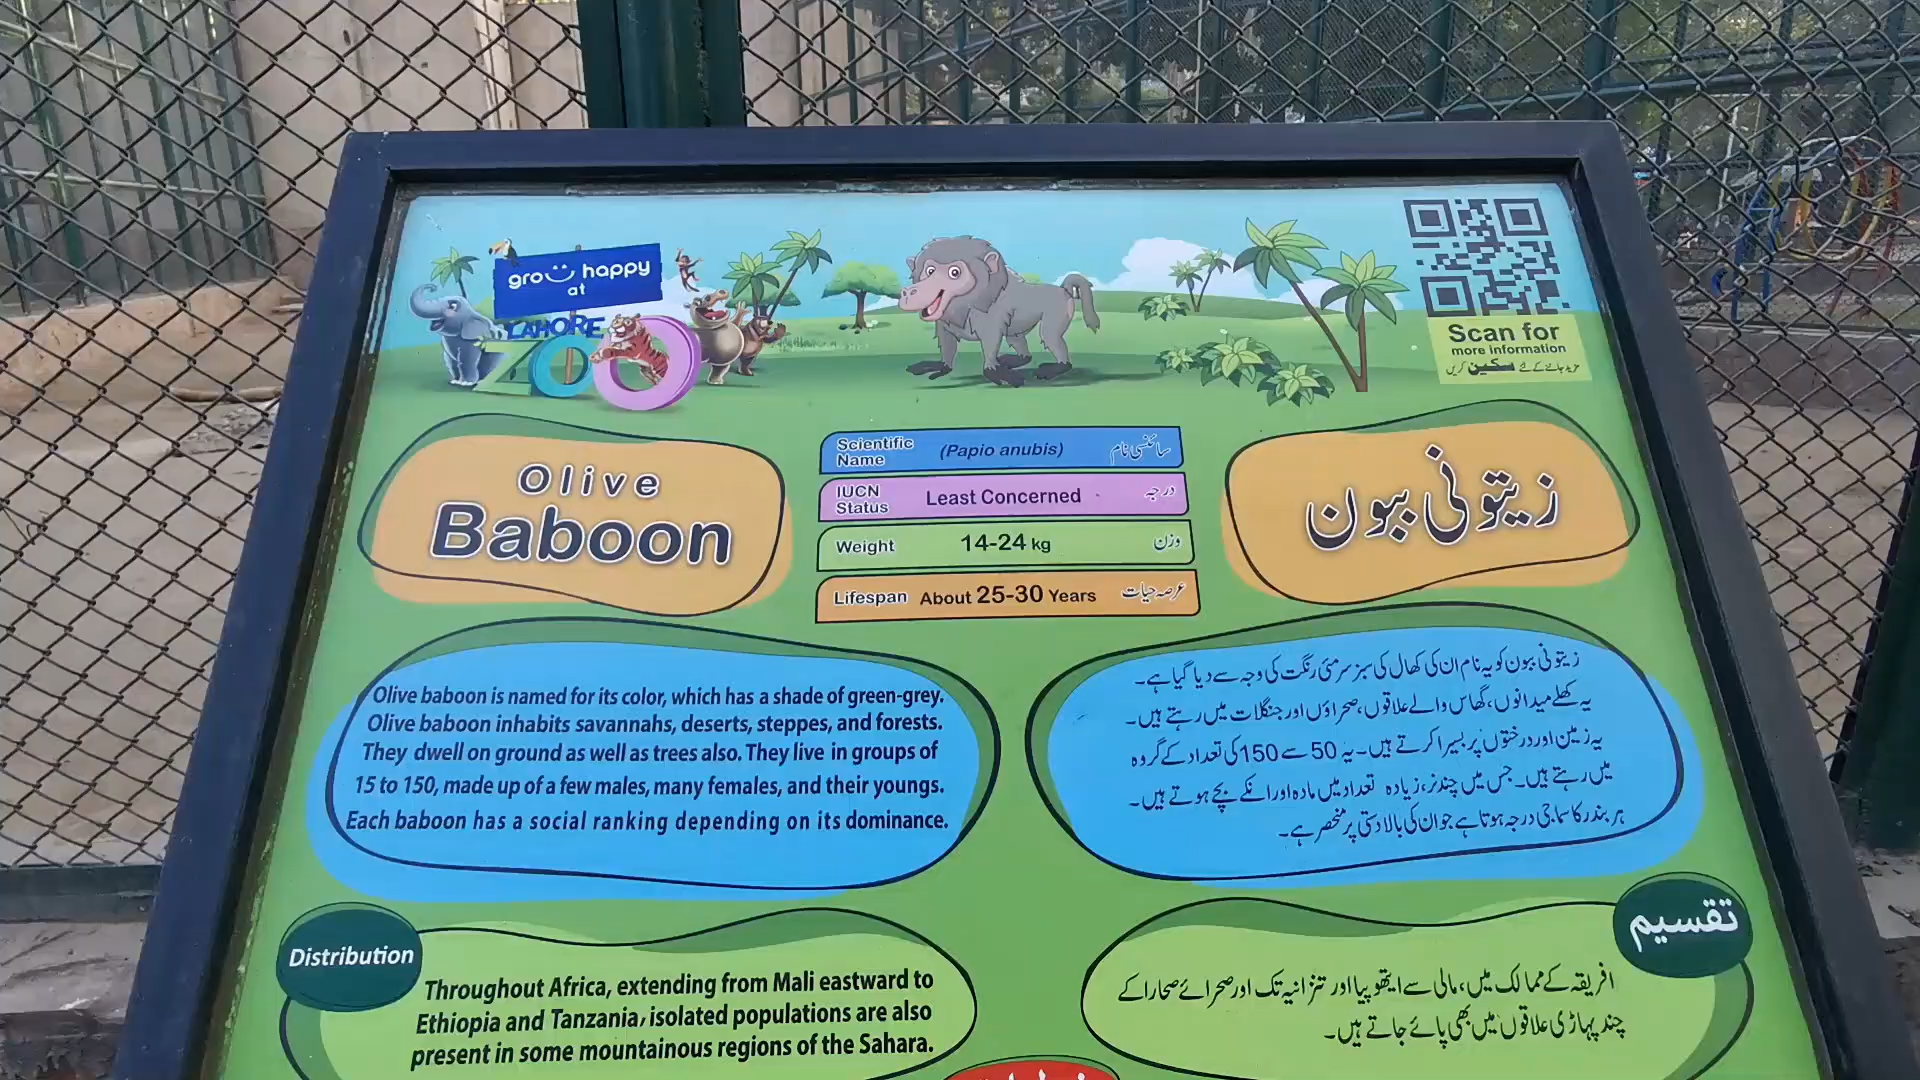 grow happy
at
LAHORE
ZOO
Scan for
more information
مزید جاننے کے لئے سکین کریں
Olive
Baboon
Scientific Name (Papio anubis) سائنسی نام
IUCN Status Least Concerned درجہ
Weight 14-24 kg وزن
Lifespan About 25-30 Years عرصہ حیات
زیتونی ببون
Olive baboon is named for its color, which has a shade of green-grey.
Olive baboon inhabits savannahs, deserts, steppes, and forests.
They dwell on ground as well as trees also. They live in groups of
15 to 150, made up of a few males, many females, and their youngs.
Each baboon has a social ranking depending on its dominance.
زیتونی ببون کو یہ نام ان کی کھال کی سبز سرمئی رنگت کی وجہ سے دیا گیا ہے۔
یہ کھلے میدانوں، گھاس والے علاقوں، صحراؤں اور جنگلات میں رہتے ہیں۔
یہ زمین اور درختوں پر بسیرا کرتے ہیں۔ یہ 50 سے 150 کی تعداد کے گروہ
میں رہتے ہیں۔ جس میں چند نر، زیادہ تعداد میں مادہ اور انکے بچے ہوتے ہیں۔
ہر بندر کا سماجی درجہ ہوتا ہے جو ان کی بالادستی پر منحصر ہے۔
Distribution
Throughout Africa, extending from Mali eastward to
Ethiopia and Tanzania, isolated populations are also
present in some mountainous regions of the Sahara.
تقسیم
افریقہ کے ممالک میں، مالی سے ایتھوپیا اور تنزانیہ تک اور صحرائے صحارا کے
چند پہاڑی علاقوں میں بھی پائے جاتے ہیں۔